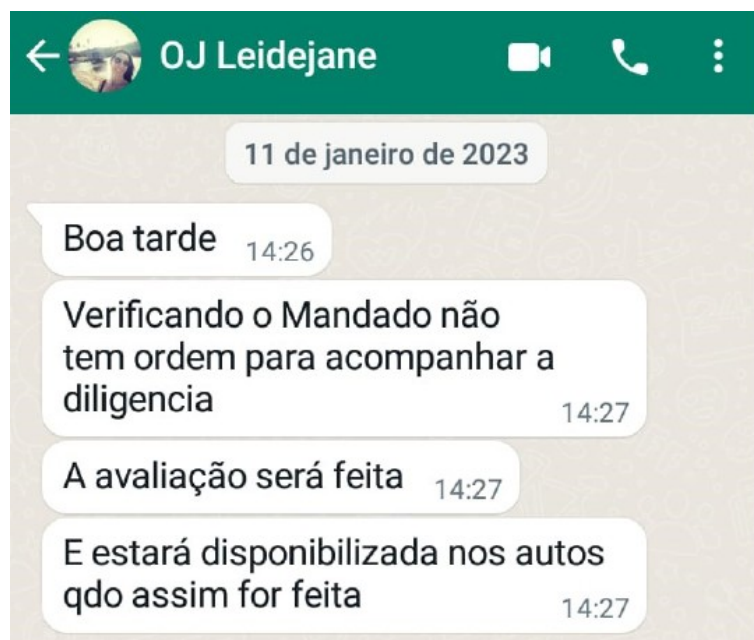 OJ Leidejane
11 de janeiro de 2023
Boa tarde 14:26
Verificando o Mandado não
tem ordem para acompanhar a
diligencia 14:27
A avaliação será feita 14:27
E estará disponibilizada nos autos
qdo assim for feita 14:27